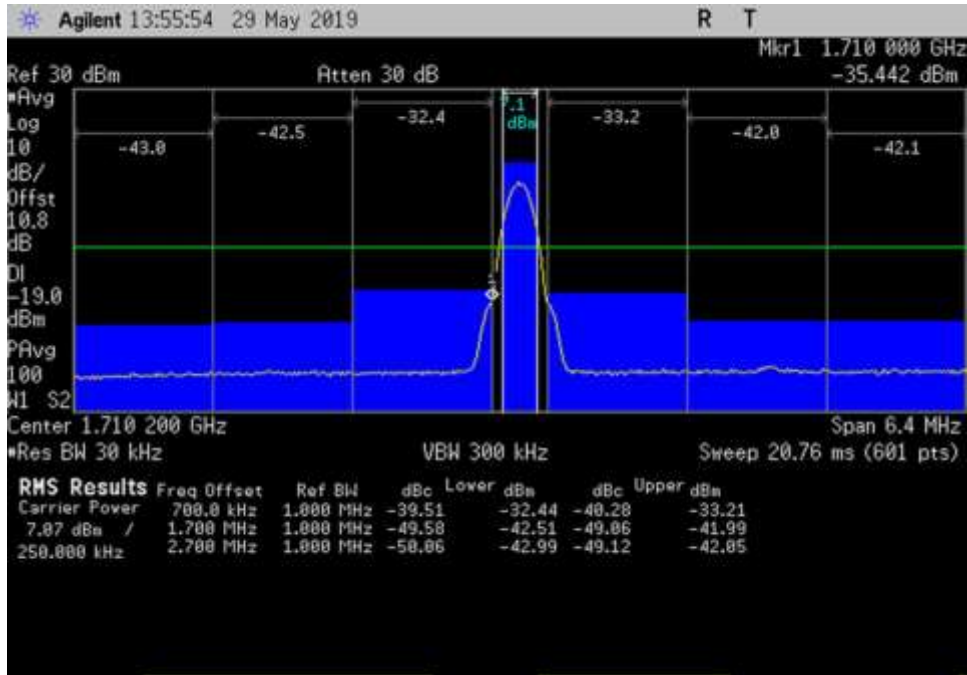 Agilent 13:55:54 29 May 2019 R T
Mkr1 1.710 000 GHz
Ref 30 dBm Atten 30 dB -35.442 dBm
#Avg
Log
10
dB/
Offst
10.8
dB
DI
-19.0
dBm
PAvg
100
W1 S2
-43.0
-42.5
-32.4
7.1
dBm
-33.2
-42.0
-42.1
Center 1.710 200 GHz Span 6.4 MHz
#Res BW 30 kHz VBW 300 kHz Sweep 20.76 ms (601 pts)
RMS Results Freq Offset Ref BW dBc Lower dBm dBc Upper dBm
Carrier Power 700.0 kHz 1.000 MHz -39.51 -32.44 -40.28 -33.21
7.07 dBm / 1.700 MHz 1.000 MHz -49.58 -42.51 -49.06 -41.99
250.000 kHz 2.700 MHz 1.000 MHz -50.06 -42.99 -49.12 -42.05